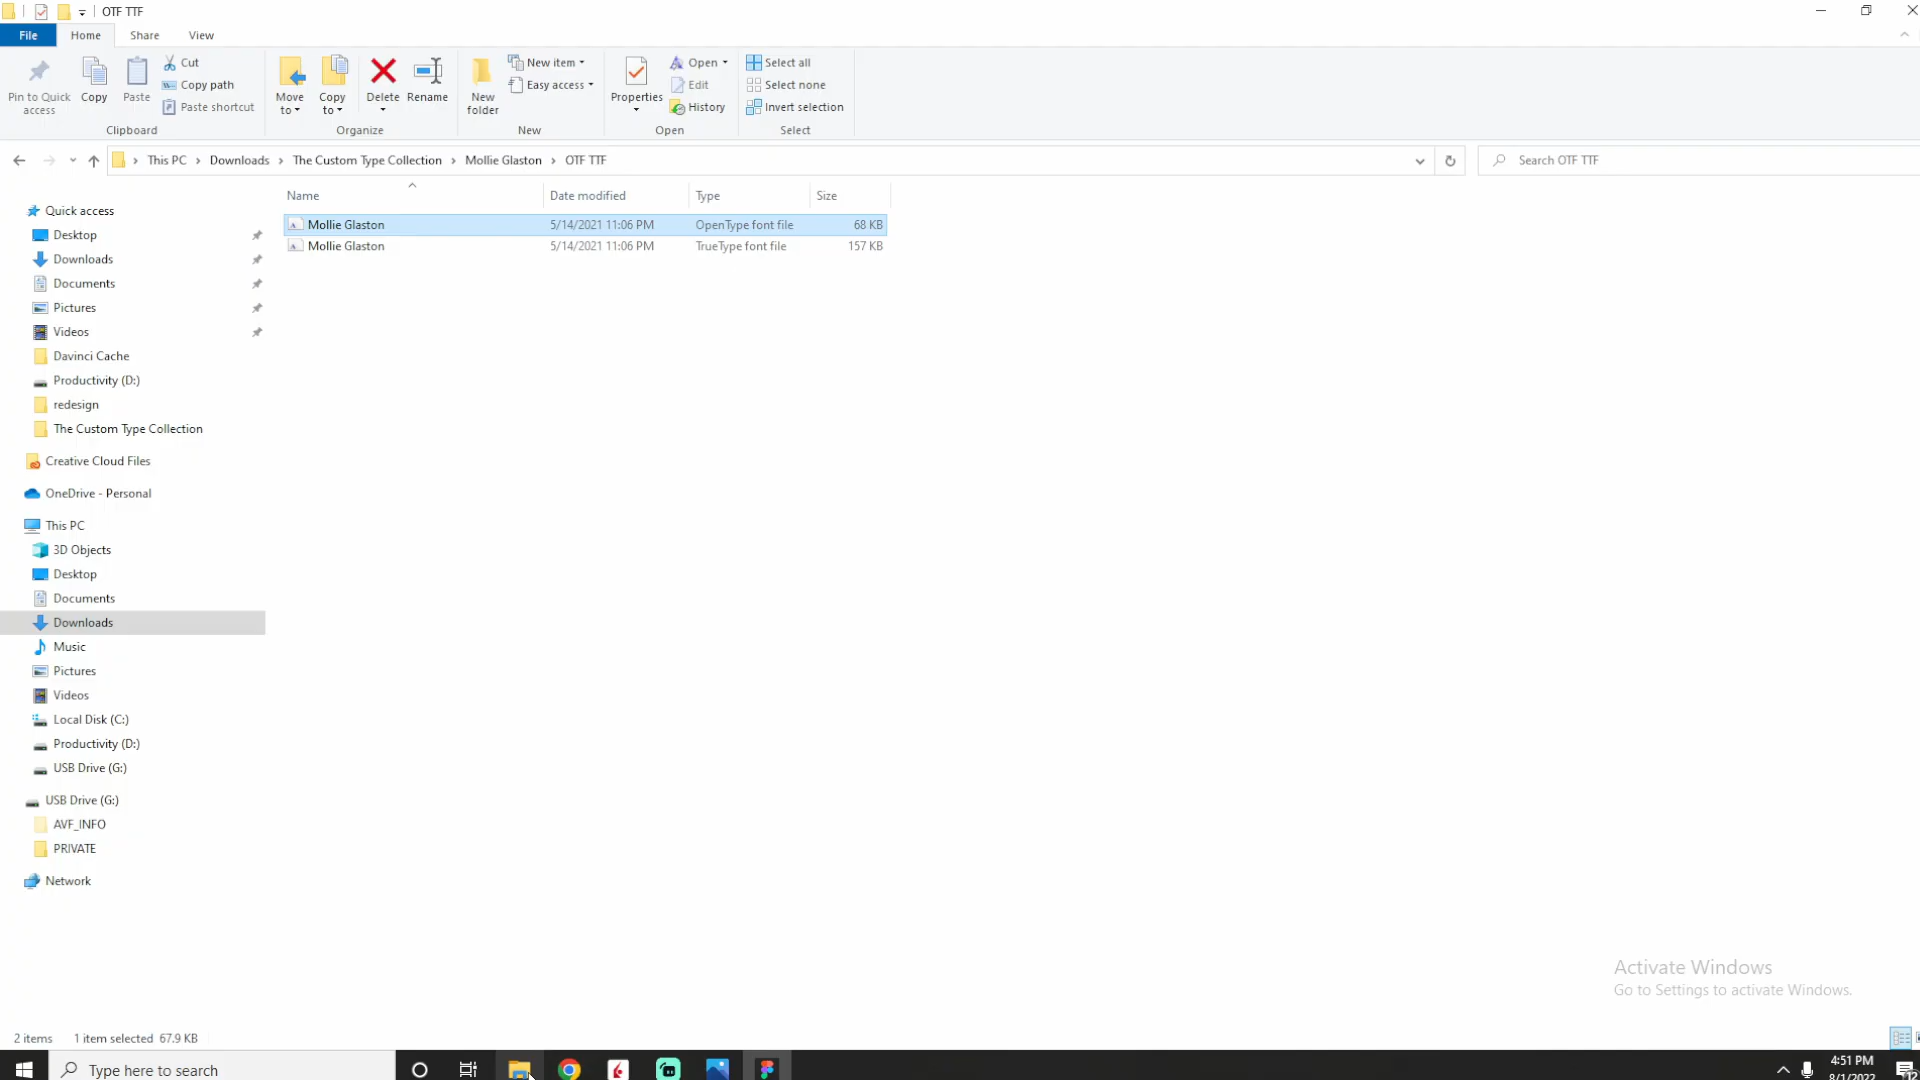 OTF TTF
File Home Share View
Pin to Quick access
Copy
Paste
Cut
Copy path
Paste shortcut
Clipboard
Move to
Copy to
Delete
Rename
Organize
New folder
New item
Easy access
New
Properties
Open
Edit
History
Open
Select all
Select none
Invert selection
Select
This PC > Downloads > The Custom Type Collection > Mollie Glaston > OTF TTF
Search OTF TTF
Name Date modified Type Size
Mollie Glaston 5/14/2021 11:06 PM OpenType font file 68 KB
Mollie Glaston 5/14/2021 11:06 PM TrueType font file 157 KB
Quick access
Desktop
Downloads
Documents
Pictures
Videos
Davinci Cache
Productivity (D:)
redesign
The Custom Type Collection
Creative Cloud Files
OneDrive - Personal
This PC
3D Objects
Desktop
Documents
Downloads
Music
Pictures
Videos
Local Disk (C:)
Productivity (D:)
USB Drive (G:)
USB Drive (G:)
AVF_INFO
PRIVATE
Network
Activate Windows
Go to Settings to activate Windows.
2 items 1 item selected 67.9 KB
Type here to search
4:51 PM
8/1/2022
12